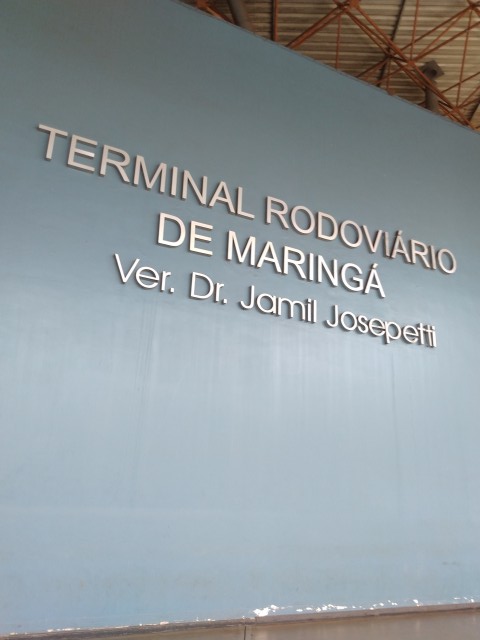 TERMINAL RODOVIÁRIO
DE MARINGÁ
Ver. Dr. Jamil Josepetti